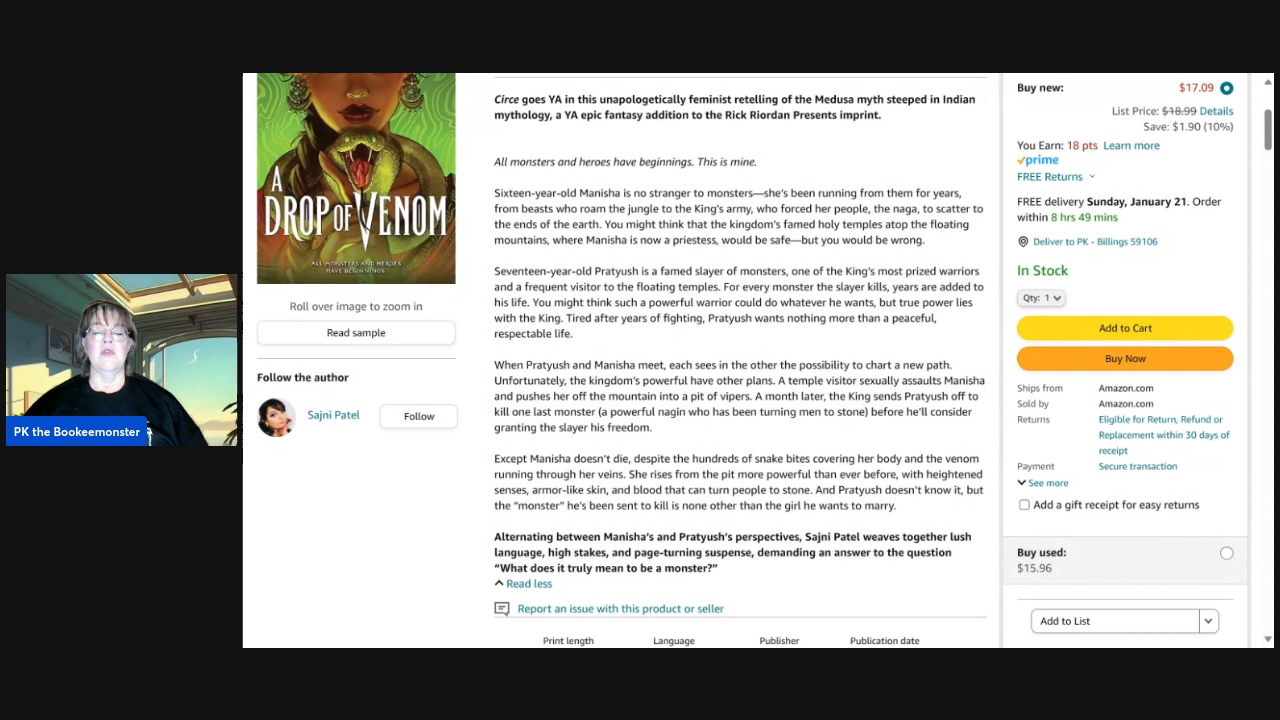 A
DROP OF VENOM
ALL MONSTERS AND HEROES
HAVE BEGINNINGS.
Roll over image to zoom in
Read sample
Follow the author
Sajni Patel
Follow
PK the Bookeemonster
Circe goes YA in this unapologetically feminist retelling of the Medusa myth steeped in Indian
mythology, a YA epic fantasy addition to the Rick Riordan Presents imprint.
All monsters and heroes have beginnings. This is mine.
Sixteen-year-old Manisha is no stranger to monsters—she's been running from them for years,
from beasts who roam the jungle to the King's army, who forced her people, the naga, to scatter to
the ends of the earth. You might think that the kingdom's famed holy temples atop the floating
mountains, where Manisha is now a priestess, would be safe—but you would be wrong.
Seventeen-year-old Pratyush is a famed slayer of monsters, one of the King's most prized warriors
and a frequent visitor to the floating temples. For every monster the slayer kills, years are added to
his life. You might think such a powerful warrior could do whatever he wants, but true power lies
with the King. Tired after years of fighting, Pratyush wants nothing more than a peaceful,
respectable life.
When Pratyush and Manisha meet, each sees in the other the possibility to chart a new path.
Unfortunately, the kingdom's powerful have other plans. A temple visitor sexually assaults Manisha
and pushes her off the mountain into a pit of vipers. A month later, the King sends Pratyush off to
kill one last monster (a powerful nagin who has been turning men to stone) before he'll consider
granting the slayer his freedom.
Except Manisha doesn't die, despite the hundreds of snake bites covering her body and the venom
running through her veins. She rises from the pit more powerful than ever before, with heightened
senses, armor-like skin, and blood that can turn people to stone. And Pratyush doesn't know it, but
the “monster” he's been sent to kill is none other than the girl he wants to marry.
Alternating between Manisha's and Pratyush's perspectives, Sajni Patel weaves together lush
language, high stakes, and page-turning suspense, demanding an answer to the question
“What does it truly mean to be a monster?”
Read less
Report an issue with this product or seller
Print length Language Publisher Publication date
Buy new: $17.09
List Price: $18.99 Details
Save: $1.90 (10%)
You Earn: 18 pts Learn more
prime
FREE Returns
FREE delivery Sunday, January 21. Order
within 8 hrs 49 mins
Deliver to PK - Billings 59106
In Stock
Qty: 1
Add to Cart
Buy Now
Ships from Amazon.com
Sold by Amazon.com
Returns Eligible for Return, Refund or
Replacement within 30 days of
receipt
Payment Secure transaction
See more
Add a gift receipt for easy returns
Buy used:
$15.96
Add to List